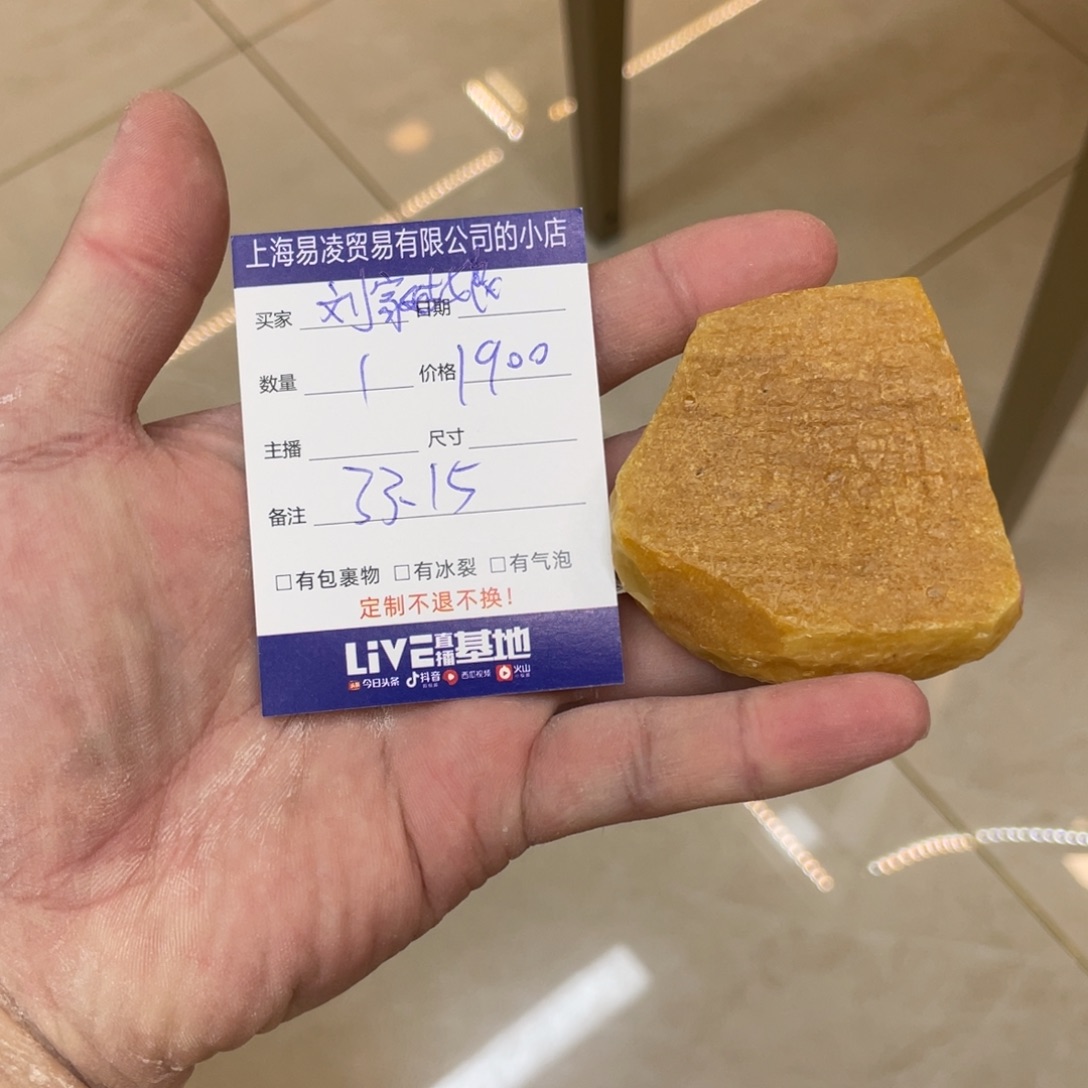 上海易凌贸易有限公司的小店
买家 刘家 日期
数量 1 价格 1900
主播 尺寸
备注 33.15
□有包裹物 □有冰裂 □有气泡
定制不退不换!
LiVE直播基地
今日头条 抖音 西瓜视频 火山